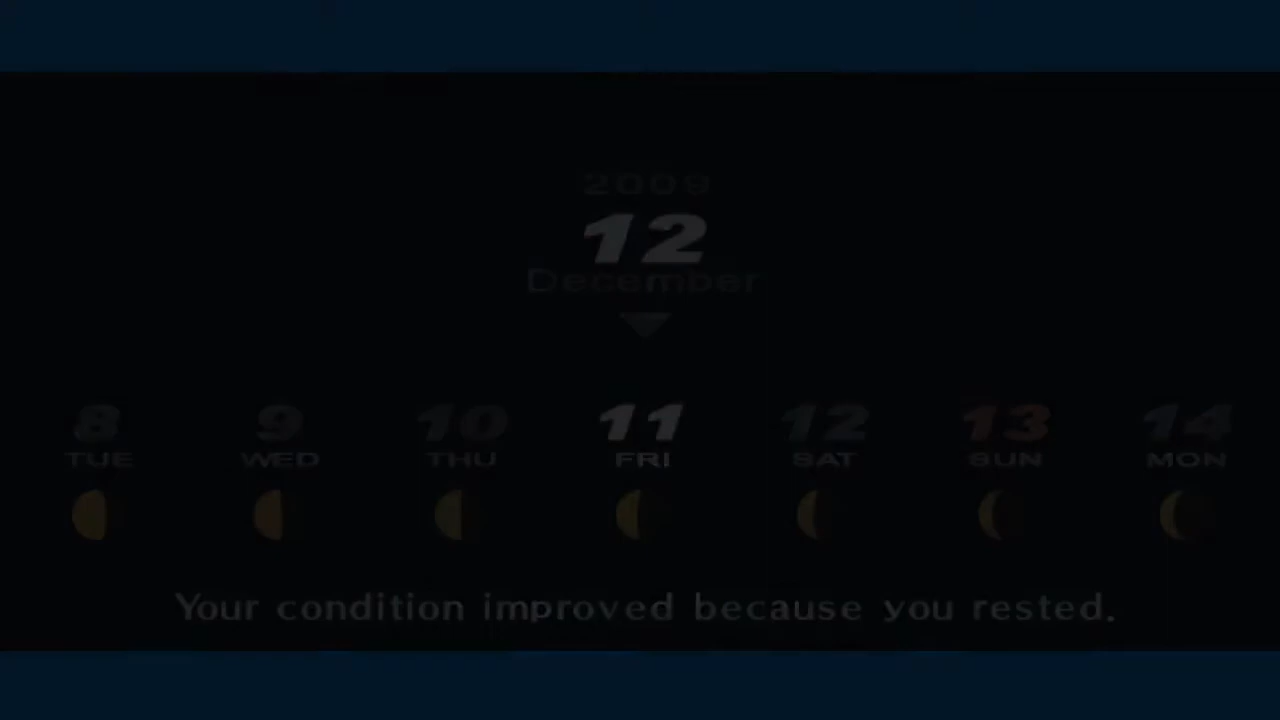 2009
12
December
8 9 10 11 12 13 14
TUE WED THU FRI SAT SUN MON
Your condition improved because you rested.